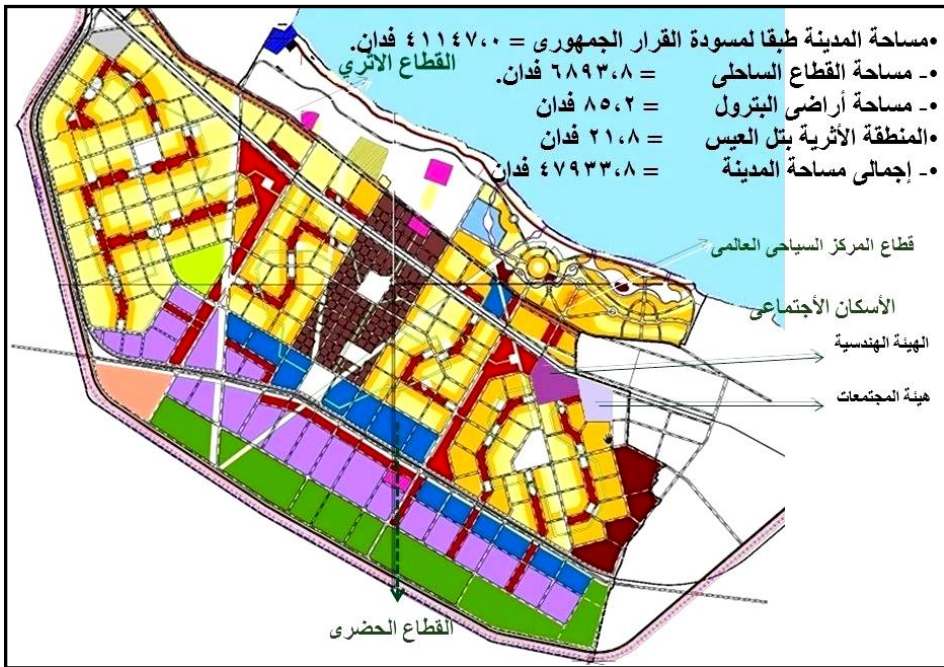 •مساحة المدينة طبقا لمسودة القرار الجمهورى = ٤١١٤٧،٠ فدان.
•- مساحة القطاع الساحلى = ٦٨٩٣،٨ فدان.
•- مساحة أراضى البترول = ٨٥،٢ فدان
•المنطقة الأثرية بتل العيس = ٢١،٨ فدان
•- إجمالى مساحة المدينة = ٤٧٩٣٣،٨ فدان
القطاع الاثري
قطاع المركز السياحى العالمى
الأسكان الأجتماعى
الهيئة الهندسية
هيئة المجتمعات
القطاع الحضرى